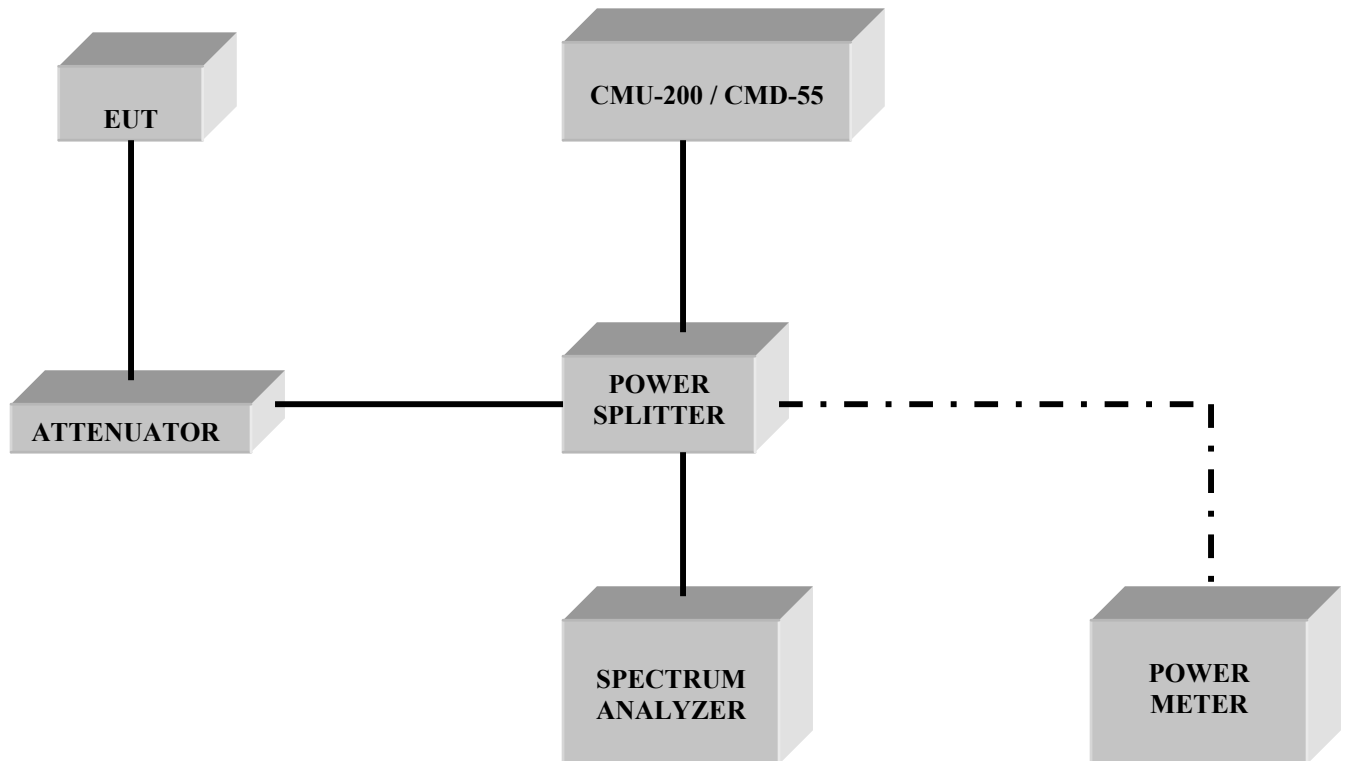 EUT
CMU-200 / CMD-55
ATTENUATOR
POWER
SPLITTER
SPECTRUM
ANALYZER
POWER
METER